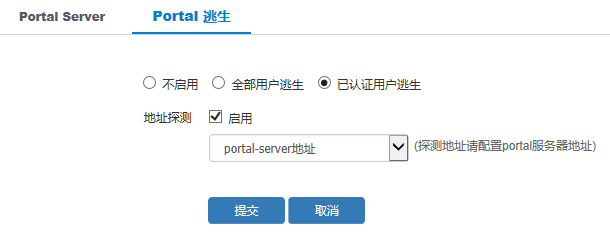 Portal Server Portal 逃生
不启用 全部用户逃生 已认证用户逃生
地址探测 启用
portal-server地址 (探测地址请配置portal服务器地址)
提交 取消